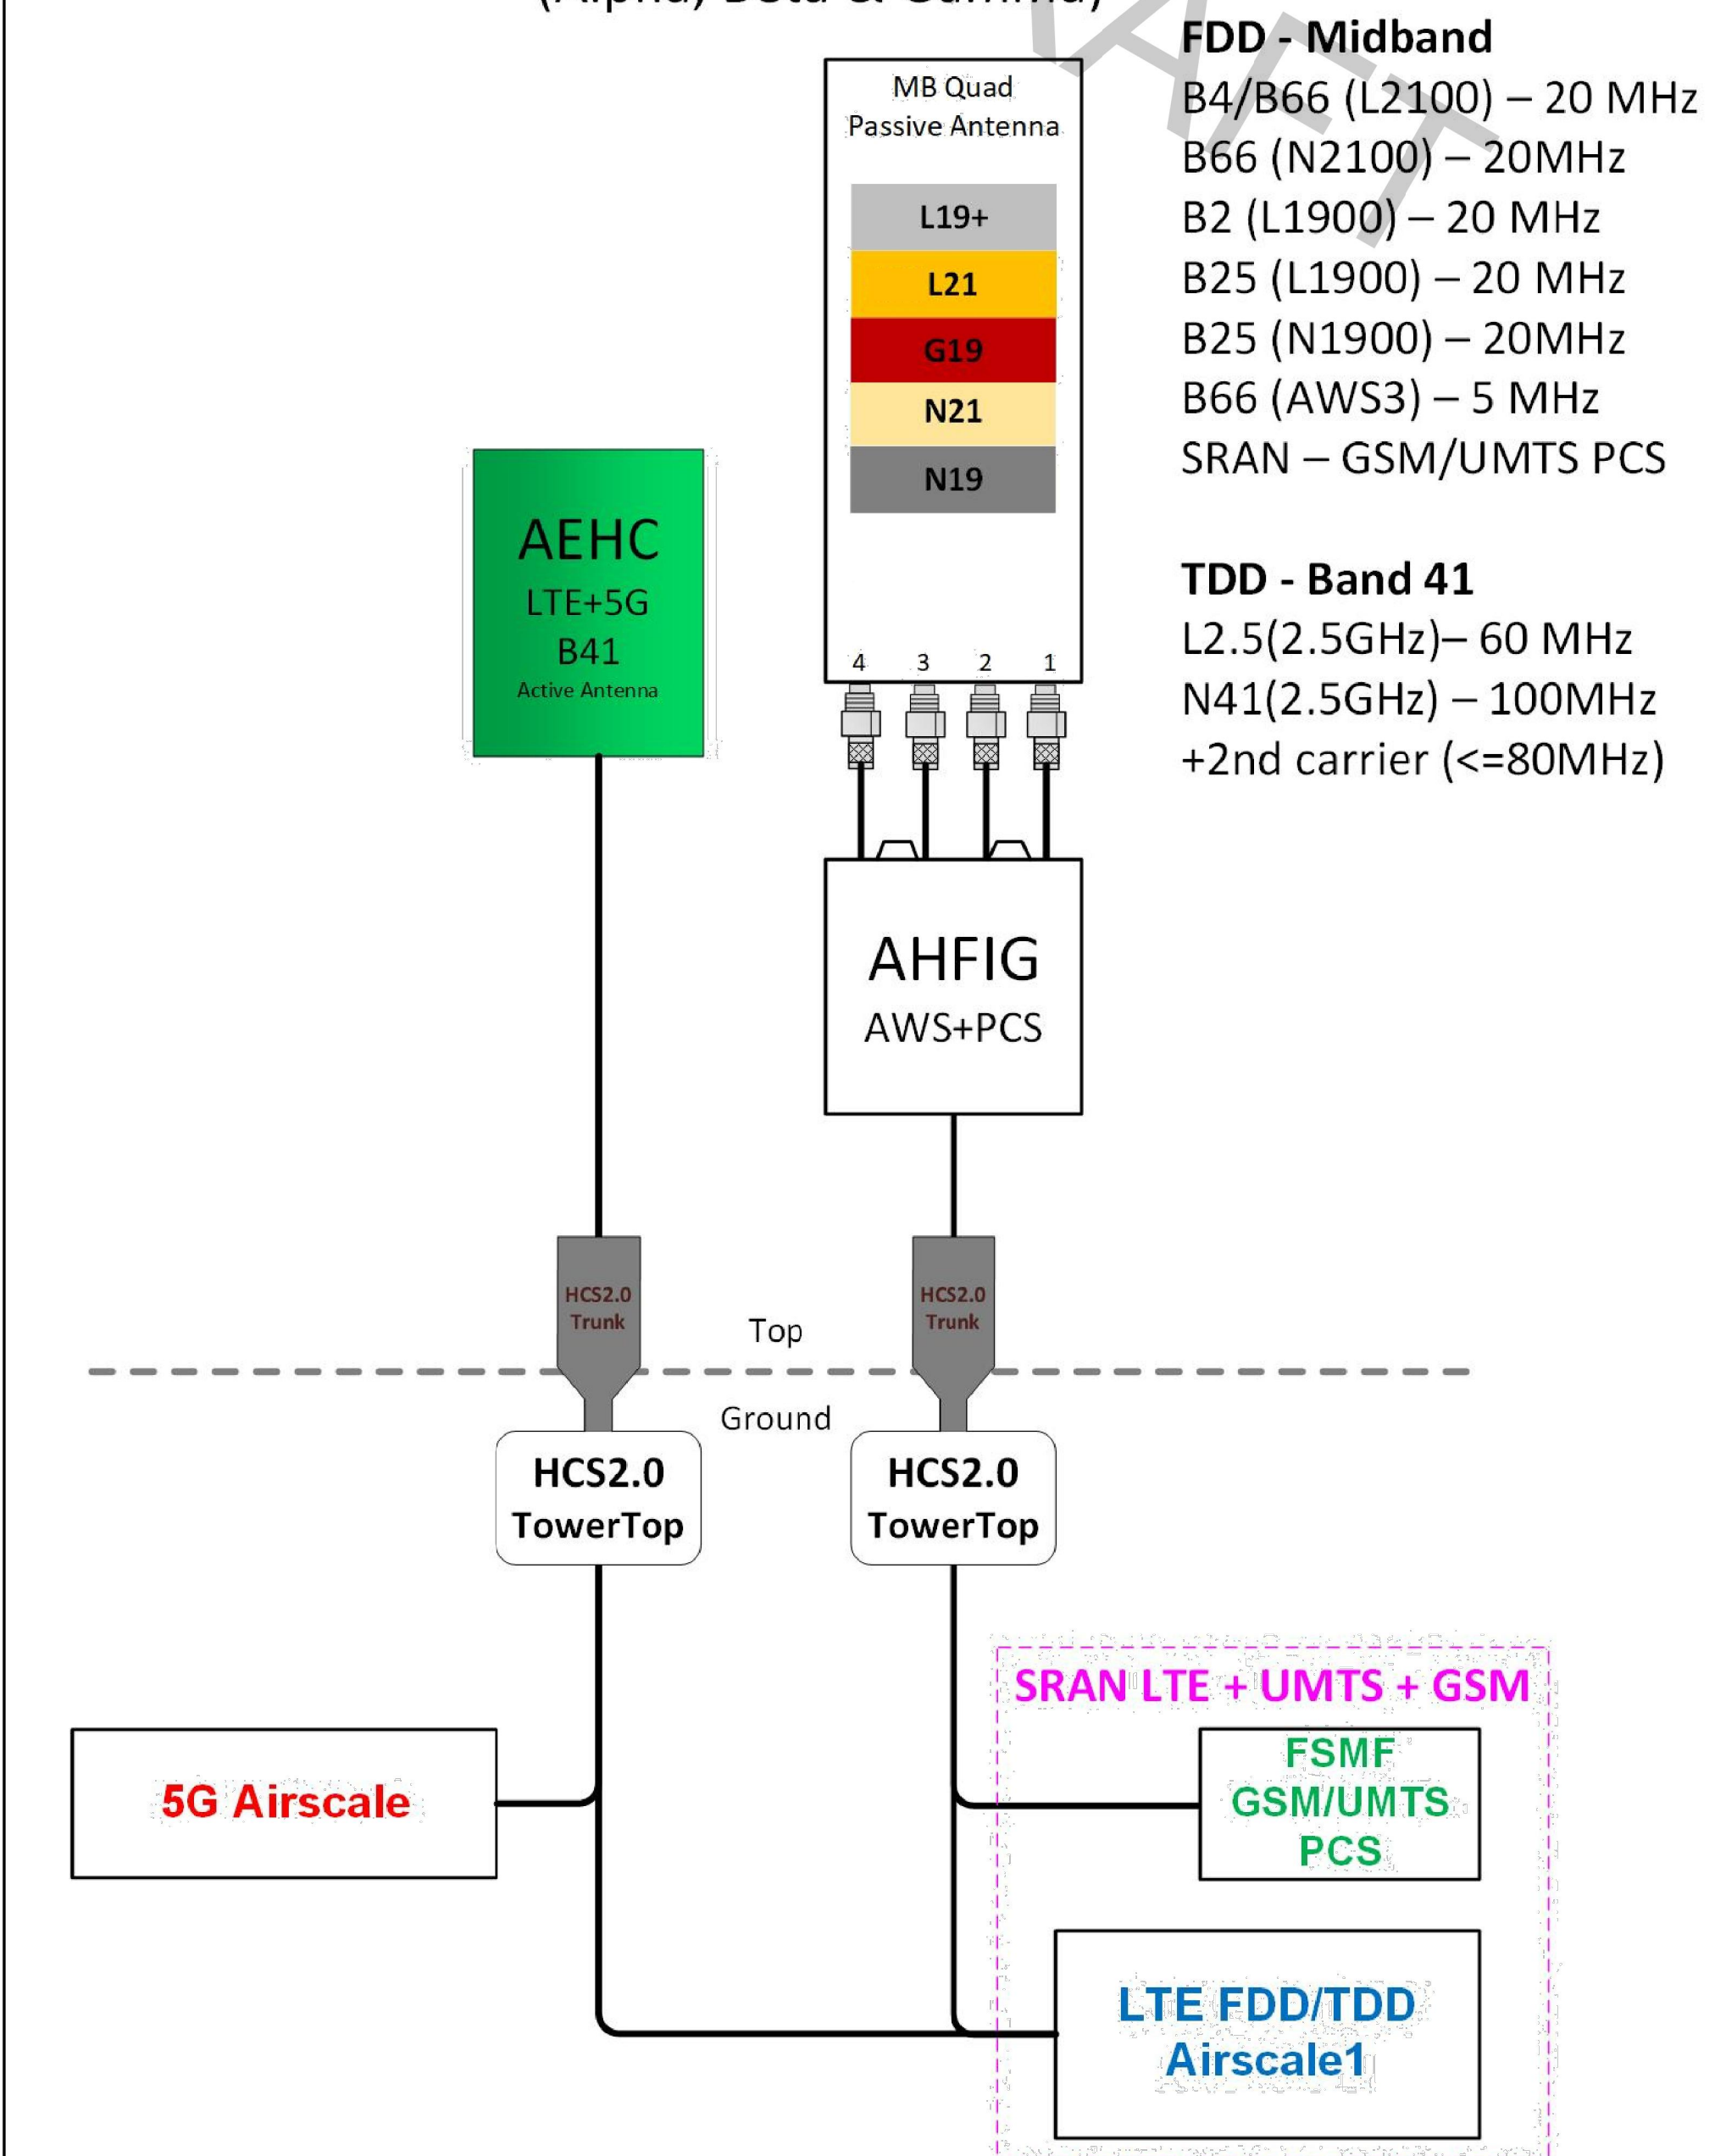 (Alpha, Beta & Gamma)
FDD - Midband
B4/B66 (L2100) – 20 MHz
B66 (N2100) – 20MHz
B2 (L1900) – 20 MHz
B25 (L1900) – 20 MHz
B25 (N1900) – 20MHz
B66 (AWS3) – 5 MHz
SRAN – GSM/UMTS PCS
TDD - Band 41
L2.5(2.5GHz)– 60 MHz
N41(2.5GHz) – 100MHz
+2nd carrier (<=80MHz)
MB Quad
Passive Antenna
L19+
L21
G19
N21
N19
4 3 2 1
AEHC
LTE+5G
B41
Active Antenna
AHFIG
AWS+PCS
HCS2.0
Trunk
HCS2.0
Trunk
Top
Ground
HCS2.0
TowerTop
HCS2.0
TowerTop
SRAN LTE + UMTS + GSM
5G Airscale
FSMF
GSM/UMTS
PCS
LTE FDD/TDD
Airscale1